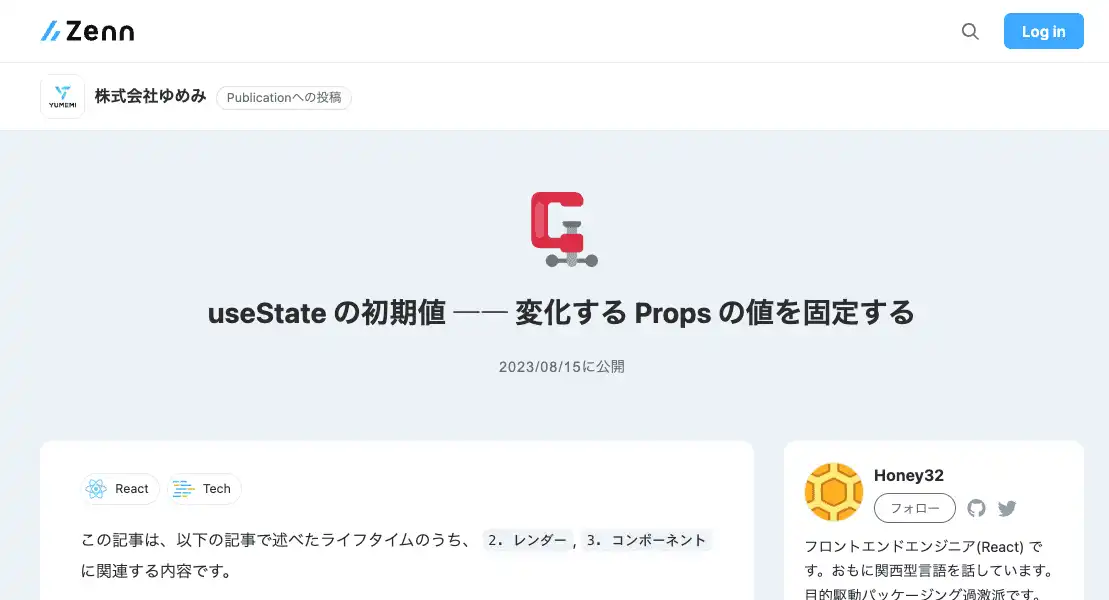 Zenn
Log in
YUMEMI
株式会社ゆめみ
Publicationへの投稿
useState の初期値 ── 変化する Props の値を固定する
2023/08/15に公開
React
Tech
この記事は、以下の記事で述べたライフタイムのうち、 2. レンダー , 3. コンポーネント
に関連する内容です。
Honey32
フォロー
フロントエンドエンジニア(React) で
す。おもに関西型言語を話しています。
目的駆動パッケージング過激派です。